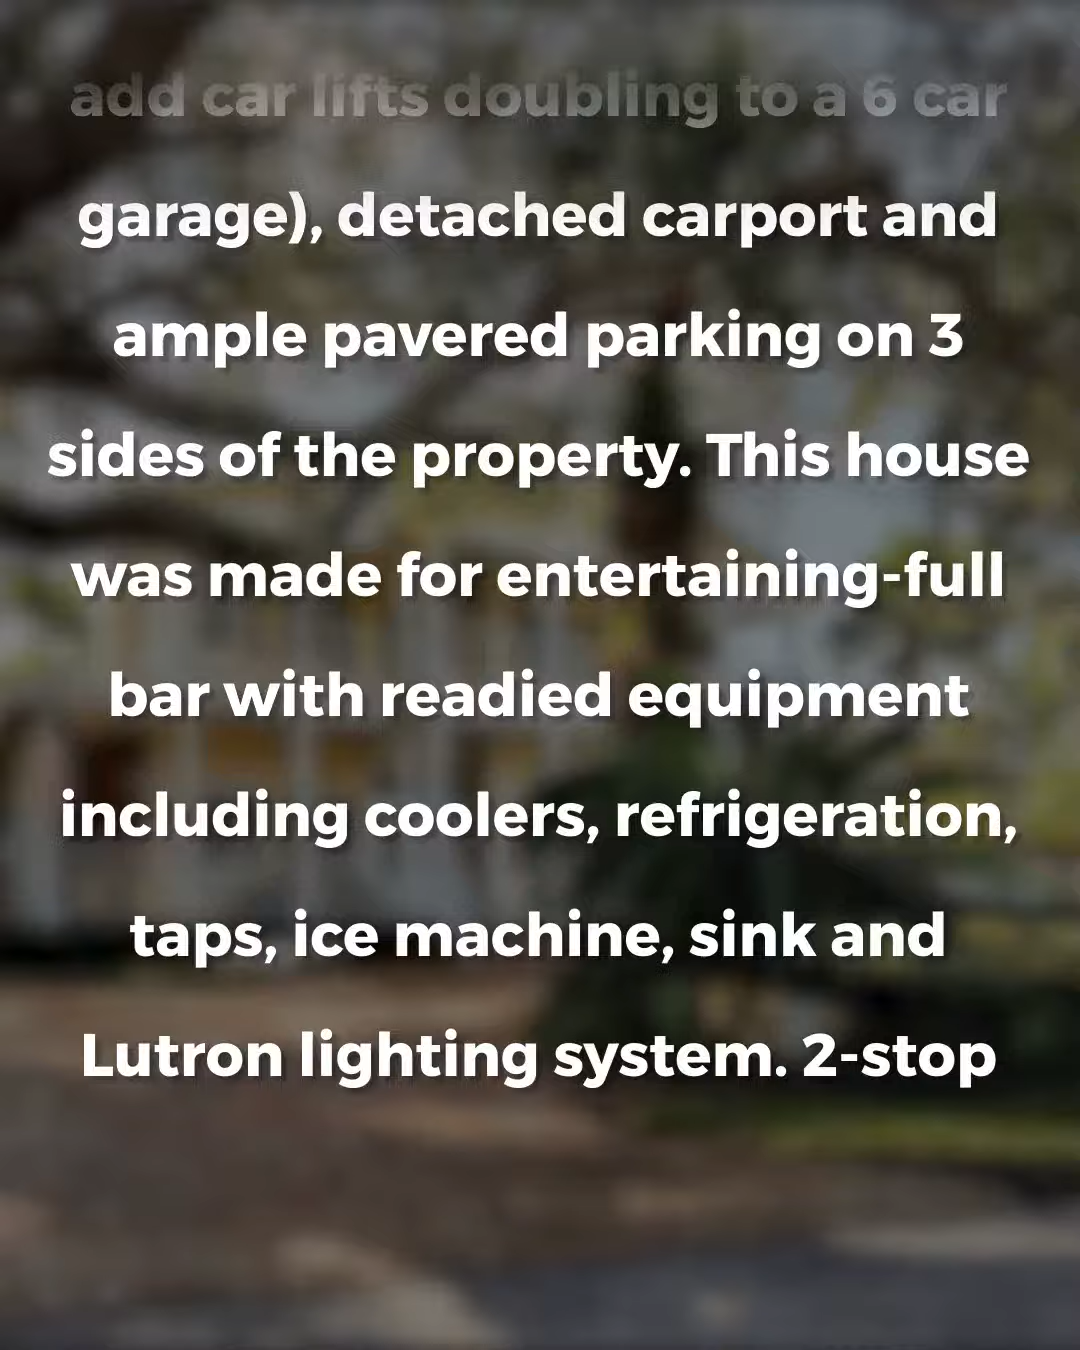 add car lifts doubling to a 6 car
garage), detached carport and
ample pavered parking on 3
sides of the property. This house
was made for entertaining-full
bar with readied equipment
including coolers, refrigeration,
taps, ice machine, sink and
Lutron lighting system. 2-stop